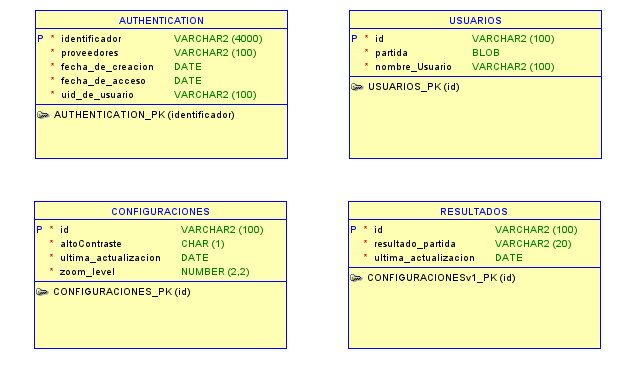 AUTHENTICATION
P * identificador VARCHAR2 (4000)
* proveedores VARCHAR2 (100)
* fecha_de_creacion DATE
* fecha_de_acceso DATE
* uid_de_usuario VARCHAR2 (100)
AUTHENTICATION_PK (identificador)
USUARIOS
P * id VARCHAR2 (100)
* partida BLOB
* nombre_Usuario VARCHAR2 (100)
USUARIOS_PK (id)
CONFIGURACIONES
P * id VARCHAR2 (100)
* altoContraste CHAR (1)
* ultima_actualizacion DATE
* zoom_level NUMBER (2,2)
CONFIGURACIONES_PK (id)
RESULTADOS
P * id VARCHAR2 (100)
* resultado_partida VARCHAR2 (20)
* ultima_actualizacion DATE
CONFIGURACIONESv1_PK (id)